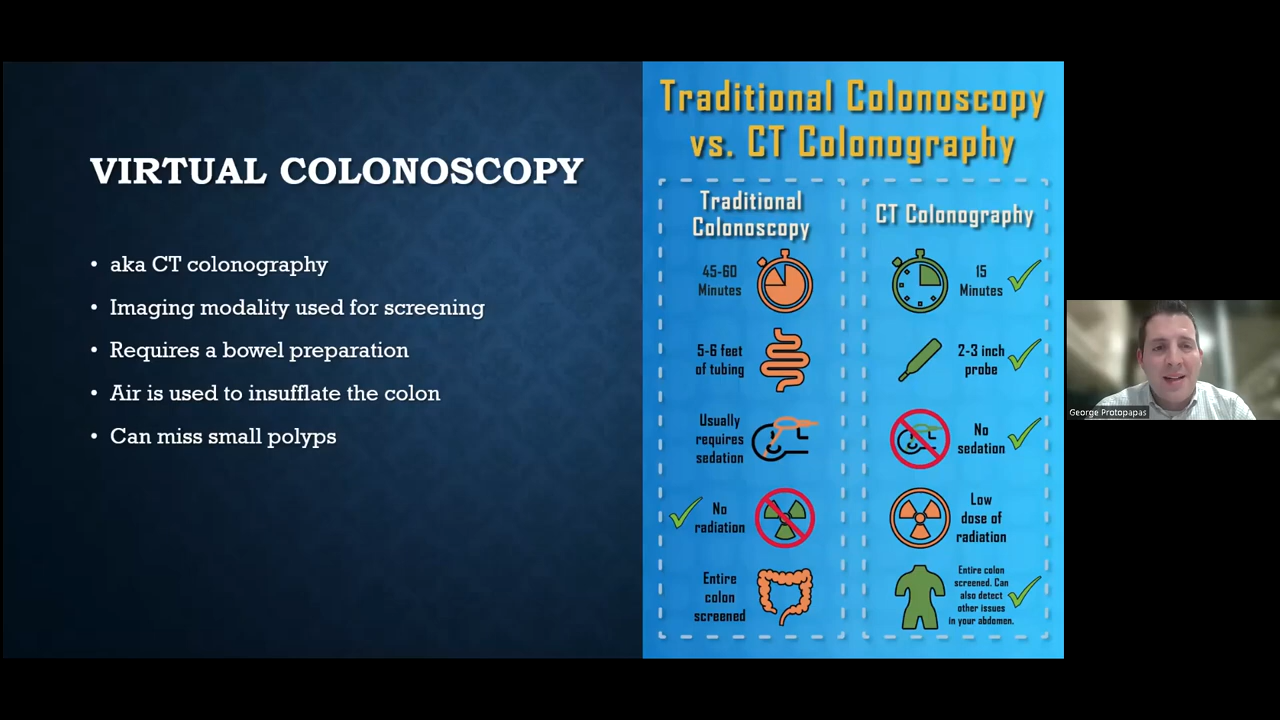 VIRTUAL COLONOSCOPY
• aka CT colonography
• Imaging modality used for screening
• Requires a bowel preparation
• Air is used to insufflate the colon
• Can miss small polyps
Traditional Colonoscopy
vs. CT Colonography
Traditional
Colonoscopy
45-60
Minutes
5-6 feet
of tubing
Usually
requires
sedation
No
radiation
Entire
colon
screened
CT Colonography
15
Minutes
2-3 inch
probe
No
sedation
Low
dose of
radiation
Entire colon
screened. Can
also detect
other issues
in your abdomen.
George Protopapas